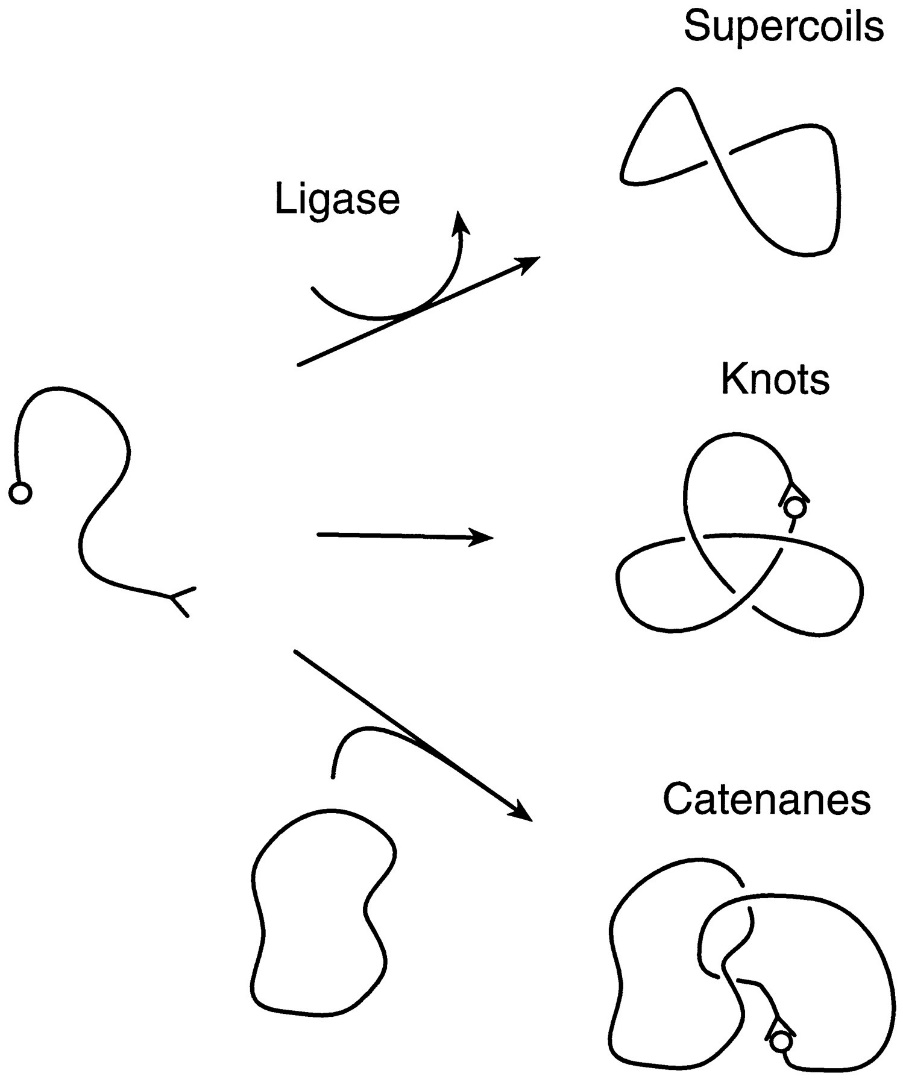 Supercoils
Ligase
Knots
Catenanes